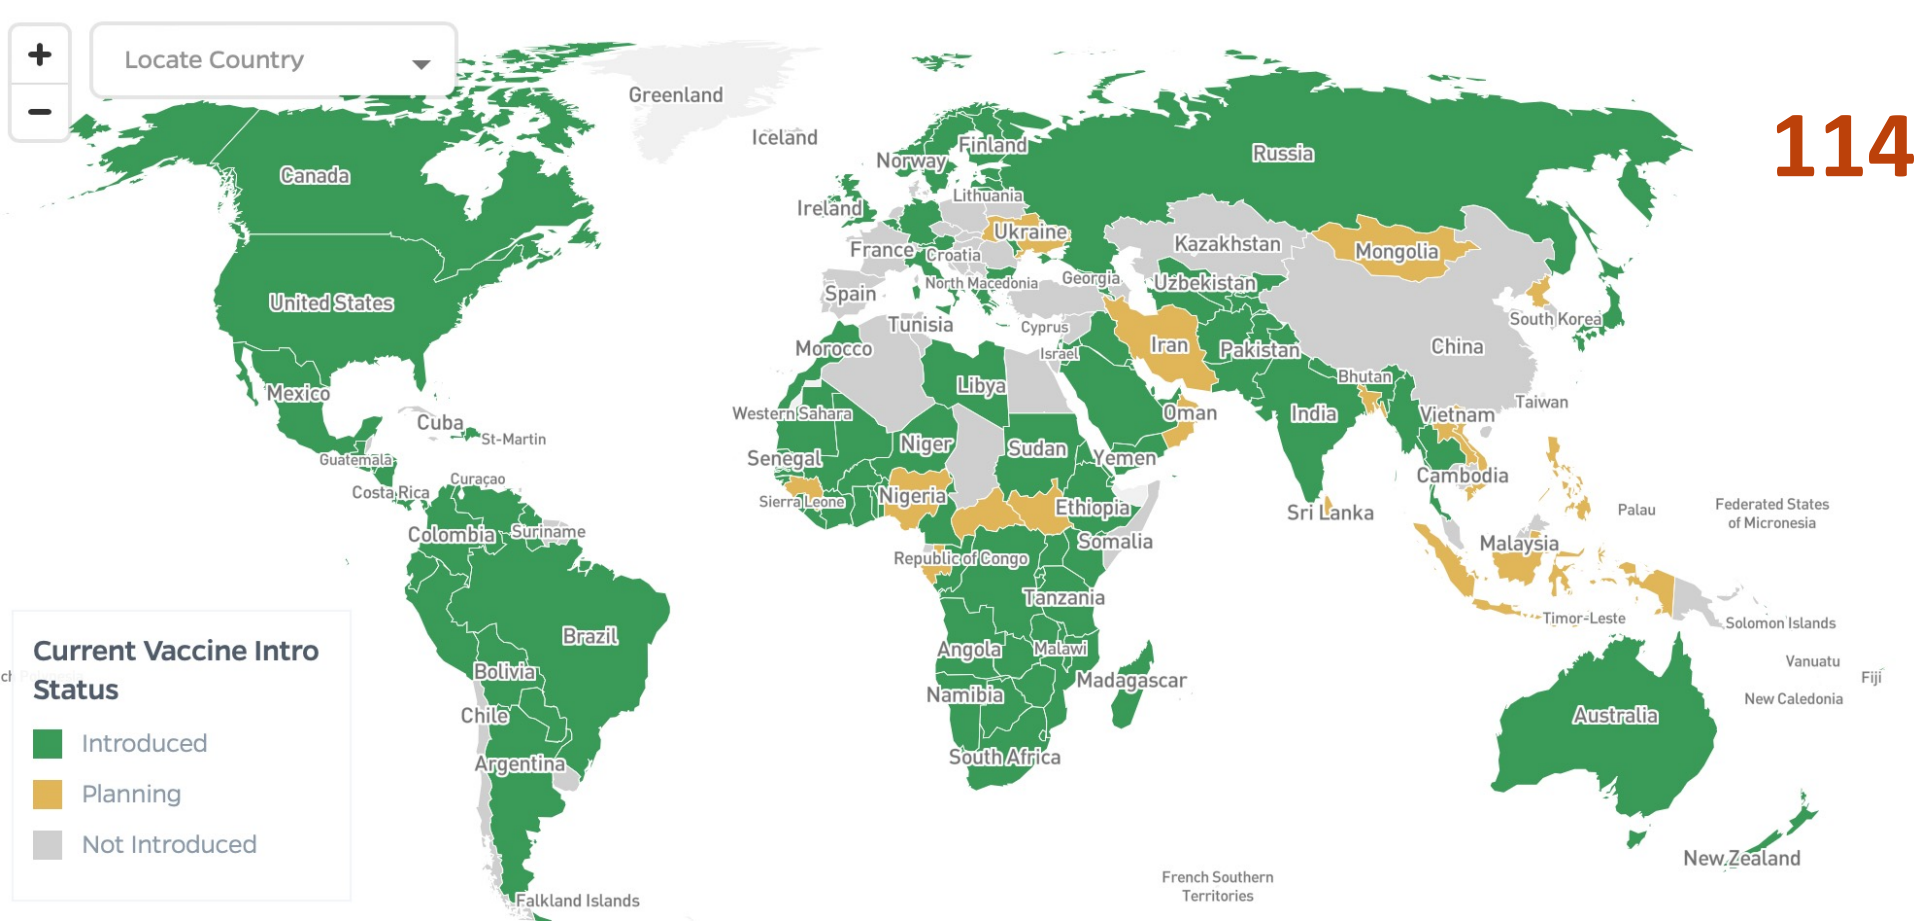 +
Locate Country
−
114
Greenland
Iceland
Finland
Norway
Russia
Canada
Lithuania
Ireland
Ukraine
France
Croatia
Kazakhstan
Mongolia
North Macedonia
Georgia
Uzbekistan
Spain
United States
Tunisia
Cyprus
South Korea
Morocco
Israel
Iran
Pakistan
China
Bhutan
Libya
Mexico
Western Sahara
Oman
India
Vietnam
Taiwan
Cuba
St-Martin
Niger
Sudan
Guatemala
Senegal
Yemen
Curaçao
Cambodia
Costa Rica
Sierra Leone
Nigeria
Ethiopia
Sri Lanka
Palau
Federated States
of Micronesia
Colombia
Suriname
Somalia
Malaysia
Republic of Congo
Tanzania
Timor-Leste
Solomon Islands
Brazil
Angola
Malawi
Vanuatu
Bolivia
Madagascar
Fiji
Namibia
New Caledonia
Chile
Australia
South Africa
Argentina
New Zealand
French Southern
Territories
Falkland Islands
Current Vaccine Intro
Status
Introduced
Planning
Not Introduced